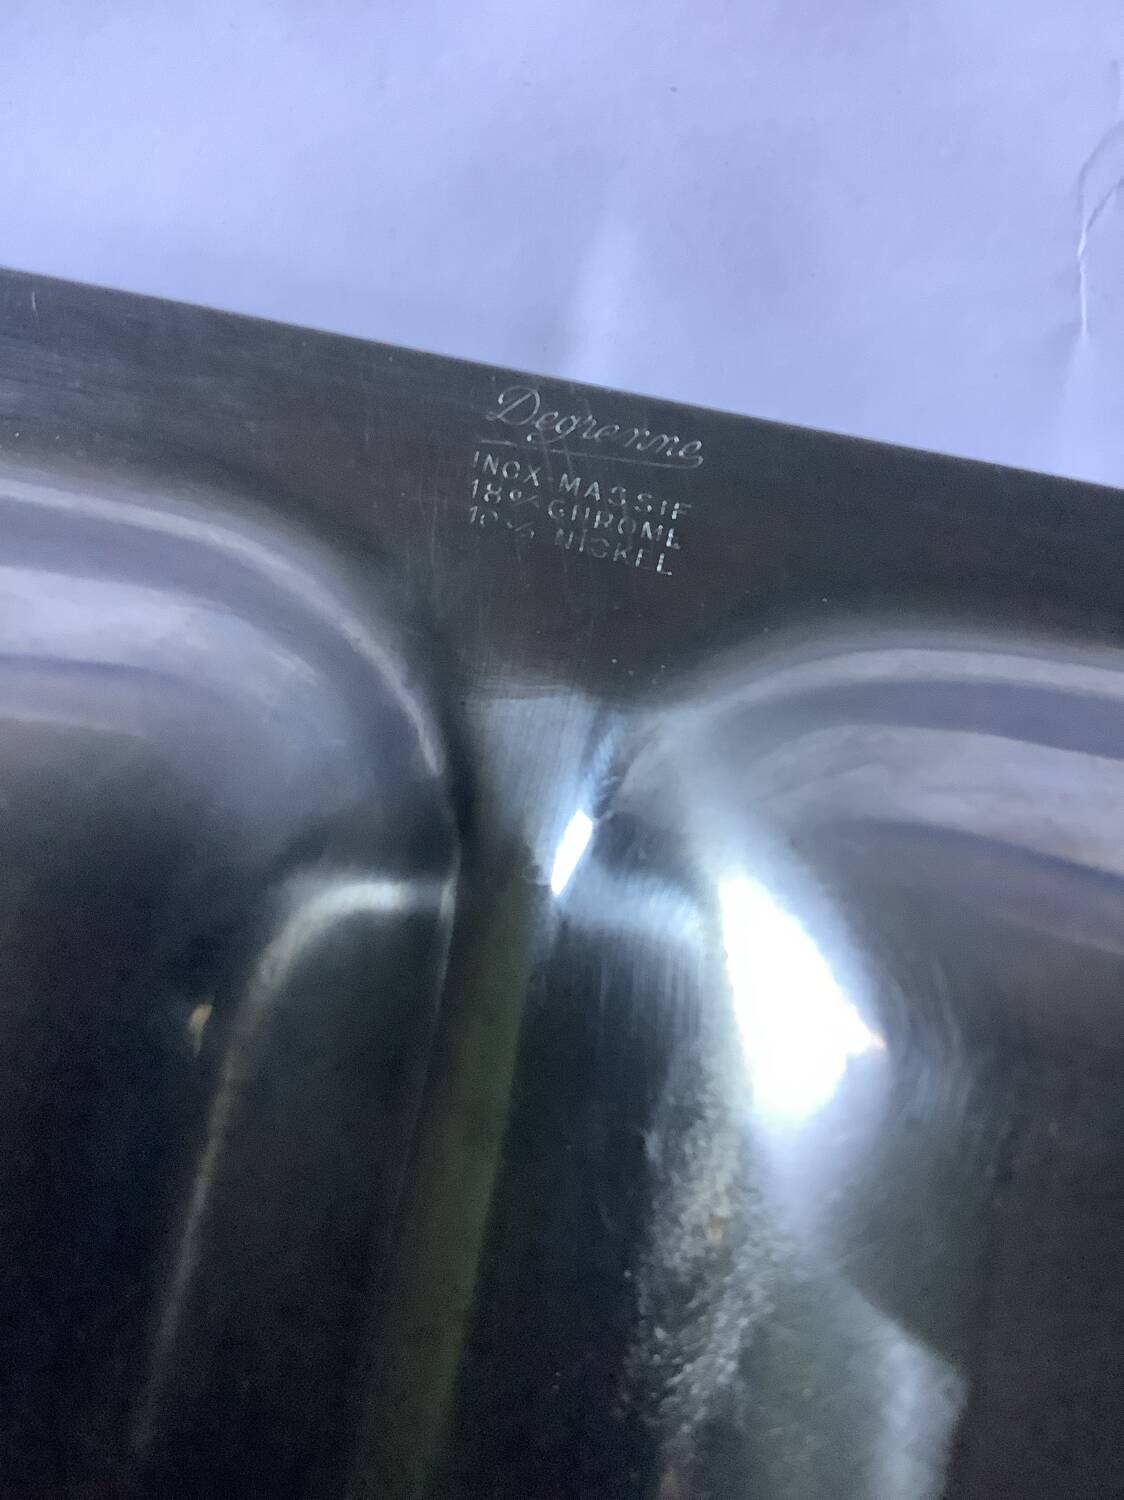 Degrenne
INOX MASSIF
18% CHROME
10% NICKEL